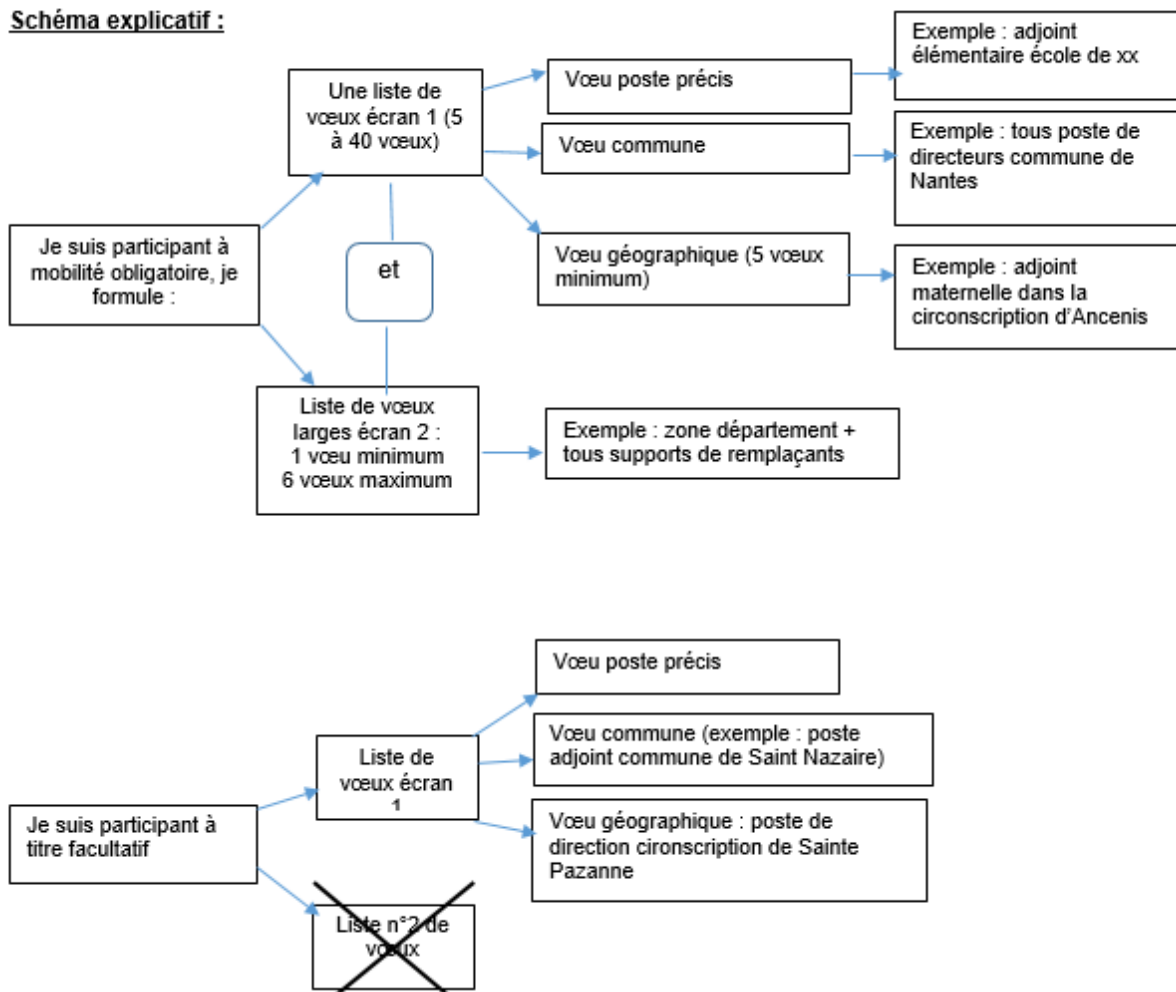 Schéma explicatif :
Je suis participant à
mobilité obligatoire, je
formule :
Une liste de
vœux écran 1 (5
à 40 vœux)
et
Liste de vœux
larges écran 2 :
1 vœu minimum
6 vœux maximum
Vœu poste précis
Exemple : adjoint
élémentaire école de xx
Vœu commune
Exemple : tous poste de
directeurs commune de
Nantes
Vœu géographique (5 vœux
minimum)
Exemple : adjoint
maternelle dans la
circonscription d'Ancenis
Exemple : zone département +
tous supports de remplaçants
Je suis participant à
titre facultatif
Liste de
vœux écran
1
Vœu poste précis
Vœu commune (exemple : poste
adjoint commune de Saint Nazaire)
Vœu géographique : poste de
direction cironscription de Sainte
Pazanne
Liste n°2 de
vœux